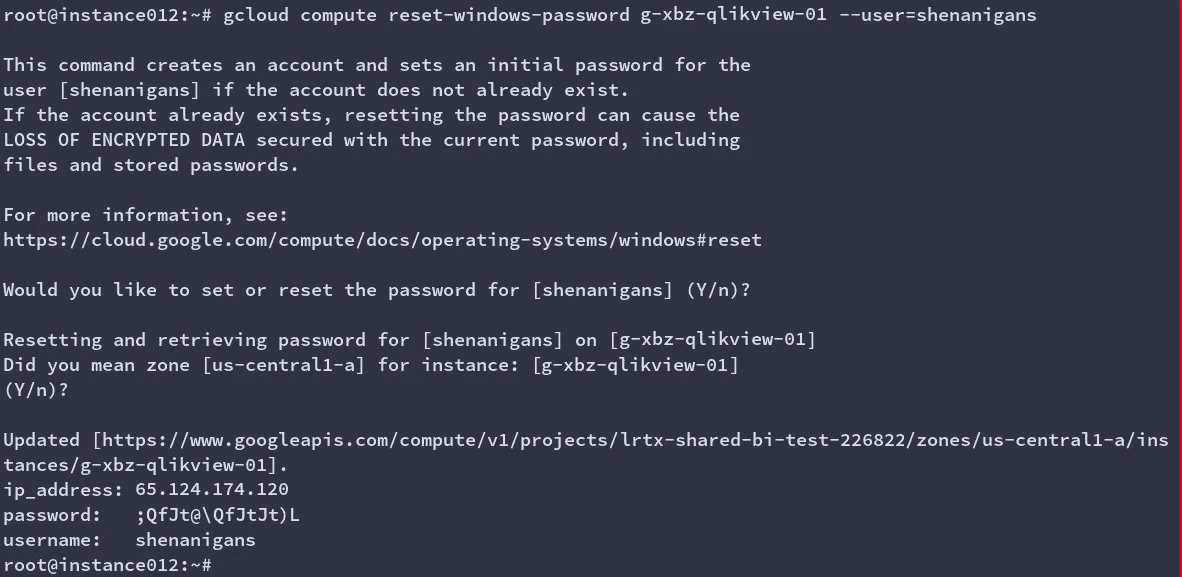 root@instance012:~# gcloud compute reset-windows-password g-xbz-qlikview-01 --user=shenanigans
This command creates an account and sets an initial password for the
user [shenanigans] if the account does not already exist.
If the account already exists, resetting the password can cause the
LOSS OF ENCRYPTED DATA secured with the current password, including
files and stored passwords.
For more information, see:
https://cloud.google.com/compute/docs/operating-systems/windows#reset
Would you like to set or reset the password for [shenanigans] (Y/n)?
Resetting and retrieving password for [shenanigans] on [g-xbz-qlikview-01]
Did you mean zone [us-central1-a] for instance: [g-xbz-qlikview-01]
(Y/n)?
Updated [https://www.googleapis.com/compute/v1/projects/lrtx-shared-bi-test-226822/zones/us-central1-a/ins
tances/g-xbz-qlikview-01].
ip_address: 65.124.174.120
password:   ;QfJt@\QfJtJt)L
username:   shenanigans
root@instance012:~#